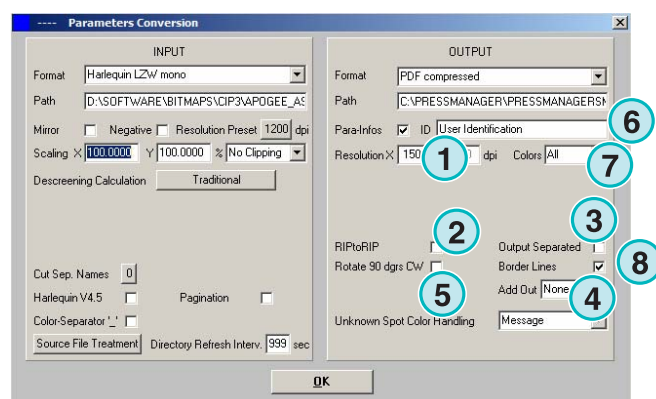 ---- Parameters Conversion
INPUT
Format Harlequin LZW mono
Path D:\SOFTWARE\BITMAPS\CIP3\APOGEE_AS
Mirror Negative Resolution Preset 1200 dpi
Scaling X 100.0000 Y 100.0000 % No Clipping
Descreening Calculation Traditional
Cut Sep. Names 0
Harlequin V4.5 Pagination
Color-Separator '_'
Source File Treatment Directory Refresh Interv. 999 sec
OUTPUT
Format PDF compressed
Path C:\PRESSMANAGER\PRESSMANAGERSM
Para-Infos ID User Identification 6
Resolution X 150 1 dpi Colors All 7
RIPtoRIP 2 Output Separated 3
Rotate 90 dgrs CW Border Lines 8
5 Add Out None 4
Unknown Spot Color Handling Message
OK